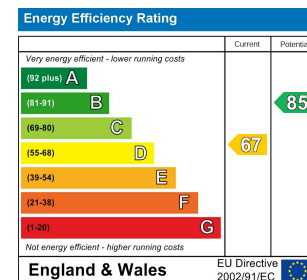 Energy Efficiency Rating
Current Potentia
Very energy efficient - lower running costs
(92 plus) A
(81-91) B
85
(69-80) C
(55-68) D
67
(39-54) E
(21-38) F
(1-20) G
Not energy efficient - higher running costs
England & Wales
EU Directive
2002/91/EC